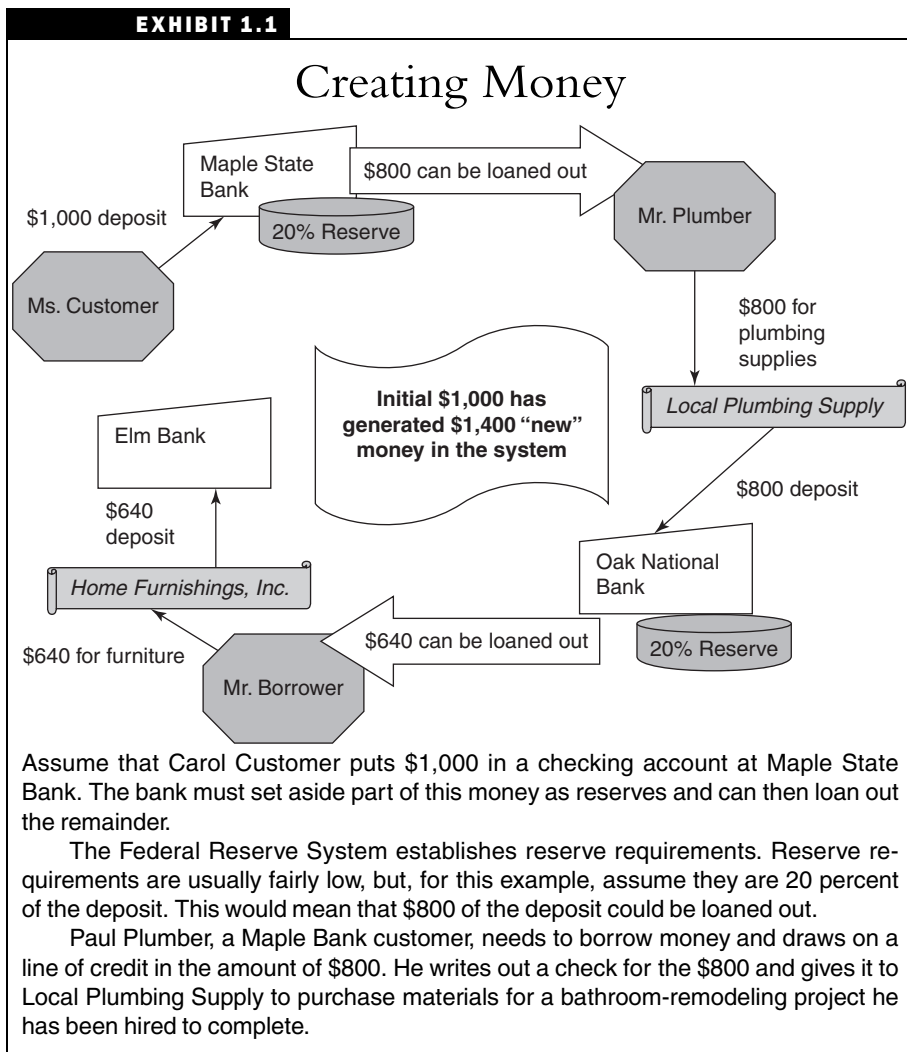 EXHIBIT 1.1
Creating Money
Maple State
Bank
$800 can be loaned out
Mr. Plumber
$1,000 deposit
20% Reserve
Ms. Customer
$800 for
plumbing
supplies
Initial $1,000 has
generated $1,400 “new”
money in the system
Local Plumbing Supply
Elm Bank
$800 deposit
$640
deposit
Oak National
Bank
Home Furnishings, Inc.
$640 can be loaned out
20% Reserve
$640 for furniture
Mr. Borrower
Assume that Carol Customer puts $1,000 in a checking account at Maple State
Bank. The bank must set aside part of this money as reserves and can then loan out
the remainder.
The Federal Reserve System establishes reserve requirements. Reserve re-
quirements are usually fairly low, but, for this example, assume they are 20 percent
of the deposit. This would mean that $800 of the deposit could be loaned out.
Paul Plumber, a Maple Bank customer, needs to borrow money and draws on a
line of credit in the amount of $800. He writes out a check for the $800 and gives it to
Local Plumbing Supply to purchase materials for a bathroom-remodeling project he
has been hired to complete.